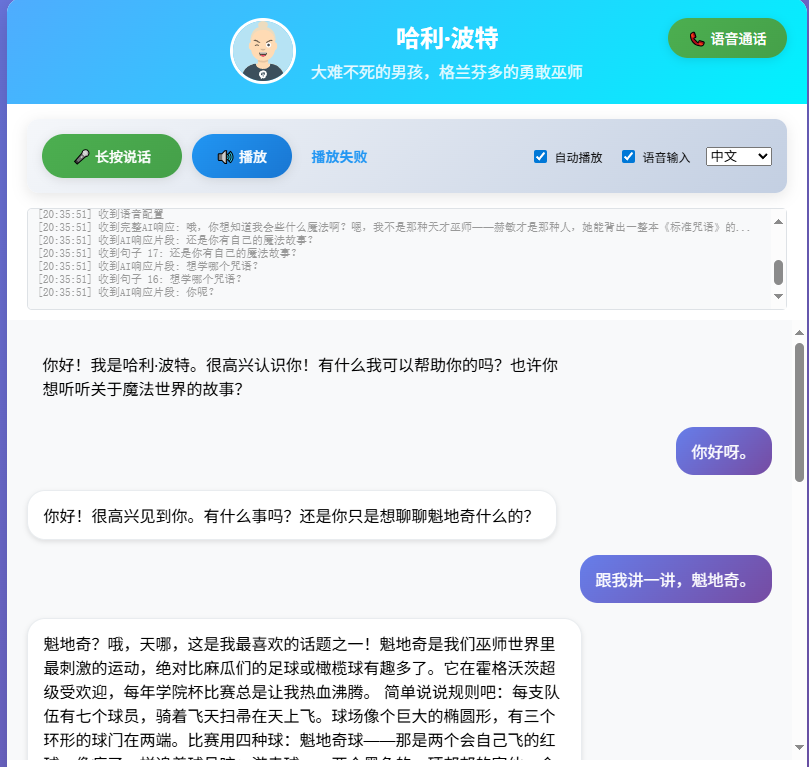 哈利·波特
大难不死的男孩，格兰芬多的勇敢巫师
语音通话
长按说话
播放
播放失败
自动播放
语音输入
中文
[20:35:51] 收到语音配置
[20:35:51] 收到完整AI响应: 哦，你想知道我会些什么魔法啊？嗯，我不是那种天才巫师——赫敏才是那种人，她能背出一整本《标准咒语》的...
[20:35:51] 收到AI响应片段: 还是你有自己的魔法故事？
[20:35:51] 收到句子 17: 还是你有自己的魔法故事？
[20:35:51] 收到AI响应片段: 想学哪个咒语？
[20:35:51] 收到句子 16: 想学哪个咒语？
[20:35:51] 收到AI响应片段: 你呢？
你好！我是哈利·波特。很高兴认识你！有什么我可以帮助你的吗？也许你
想听听关于魔法世界的故事？
你好呀。
你好！很高兴见到你。有什么事吗？还是你只是想聊聊魁地奇什么的？
跟我讲一讲，魁地奇。
魁地奇？哦，天哪，这是我最喜欢的话题之一！魁地奇是我们巫师世界里
最刺激的运动，绝对比麻瓜们的足球或橄榄球有趣多了。它在霍格沃茨超
级受欢迎，每年学院杯比赛总是让我热血沸腾。 简单说说规则吧：每支队
伍有七个球员，骑着飞天扫帚在天上飞。球场像个巨大的椭圆形，有三个
环形的球门在两端。比赛用四种球：魁地奇球——那是两个会自己飞的红